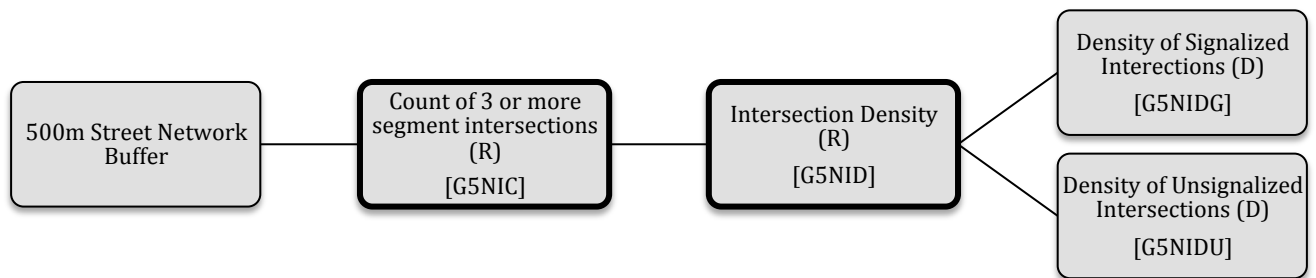 500m Street Network
Buffer
Count of 3 or more
segment intersections
(R)
[G5NIC]
Intersection Density
(R)
[G5NID]
Density of Signalized
Interections (D)
[G5NIDG]
Density of Unsignalized
Intersections (D)
[G5NIDU]